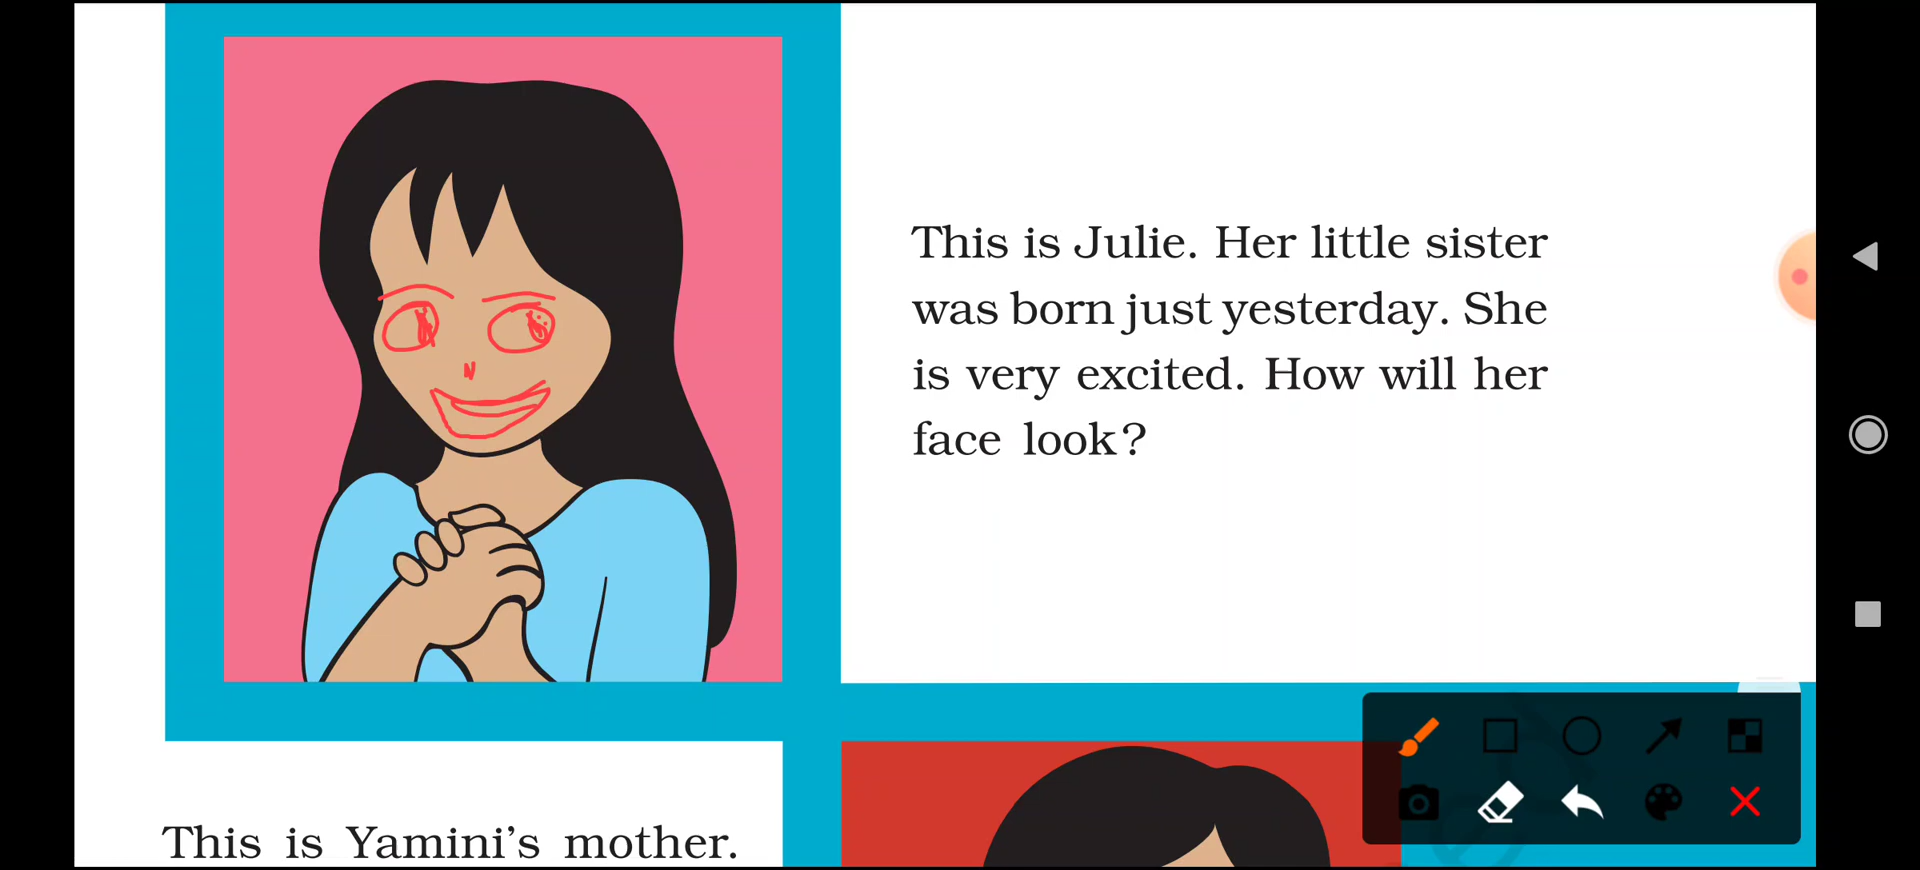 This is Julie. Her little sister
was born just yesterday. She
is very excited. How will her
face look?
This is Yamini's mother.